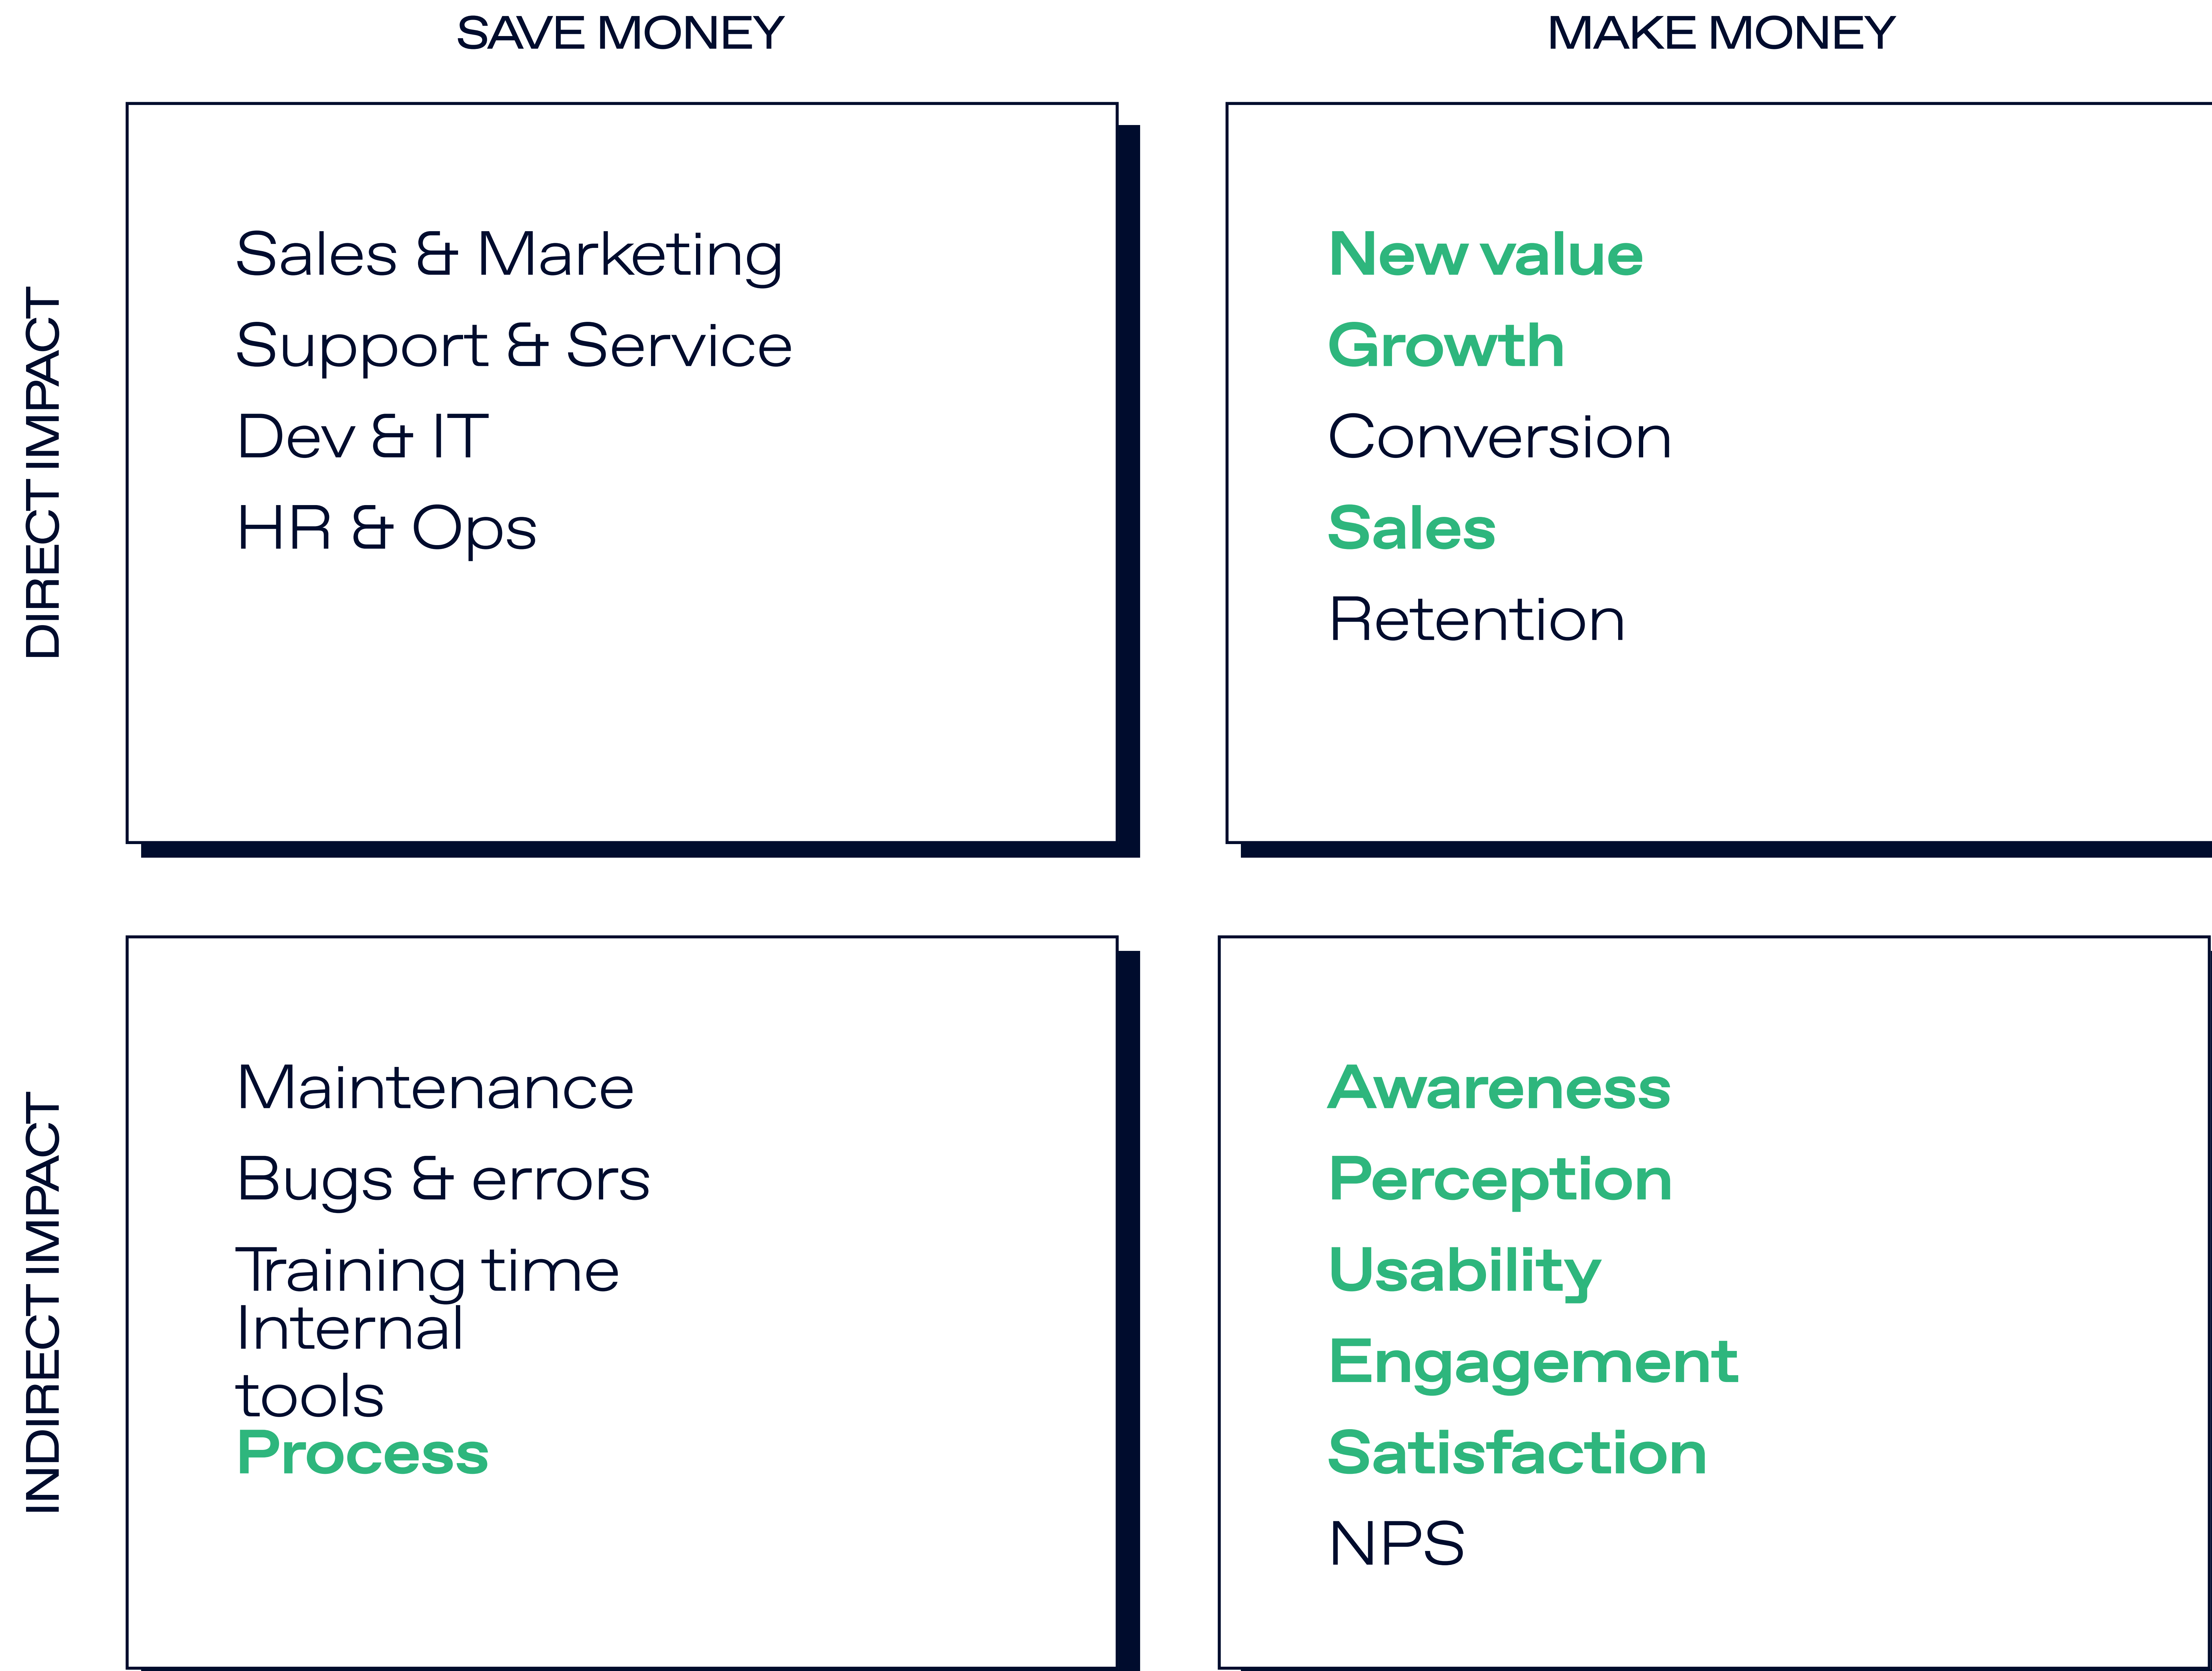 SAVE MONEY
MAKE MONEY
DIRECT IMPACT
Sales & Marketing
Support & Service
Dev & IT
HR & Ops
New value
Growth
Conversion
Sales
Retention
INDIRECT IMPACT
Maintenance
Bugs & errors
Training time
Internal
tools
Process
Awareness
Perception
Usability
Engagement
Satisfaction
NPS